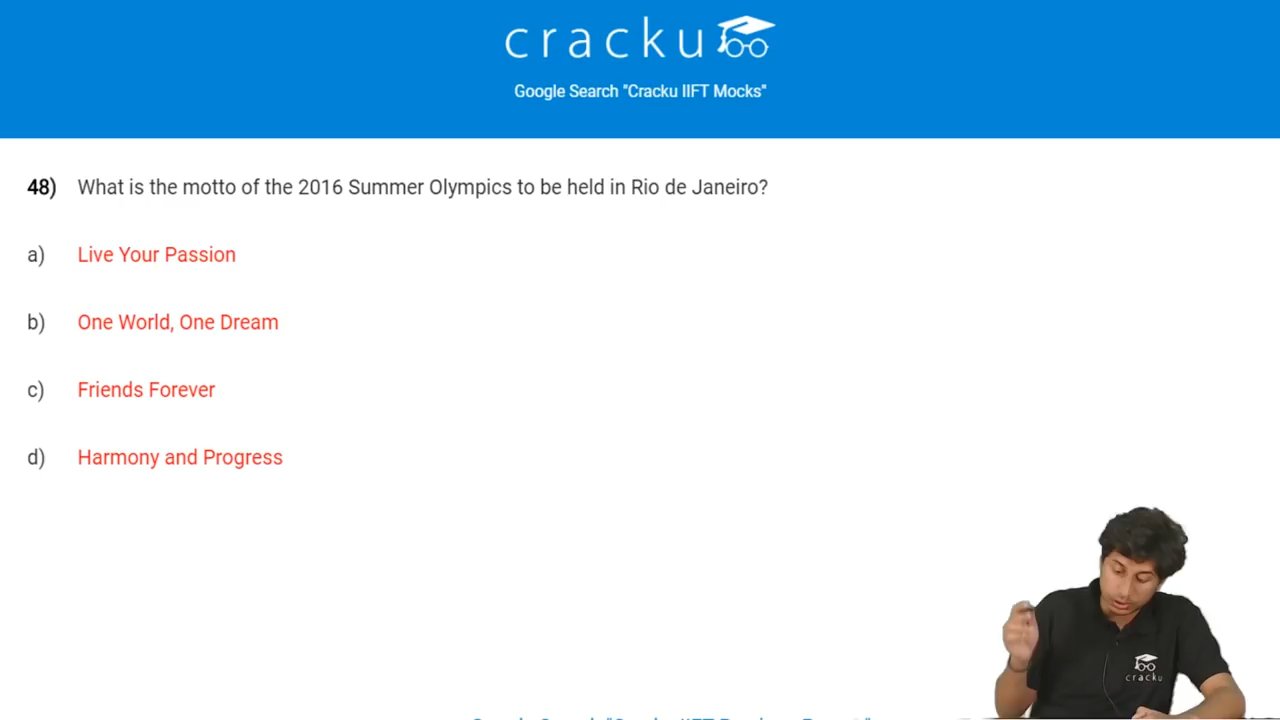 cracku
Google Search "Cracku IIFT Mocks"
48) What is the motto of the 2016 Summer Olympics to be held in Rio de Janeiro?
a) Live Your Passion
b) One World, One Dream
c) Friends Forever
d) Harmony and Progress
cracku